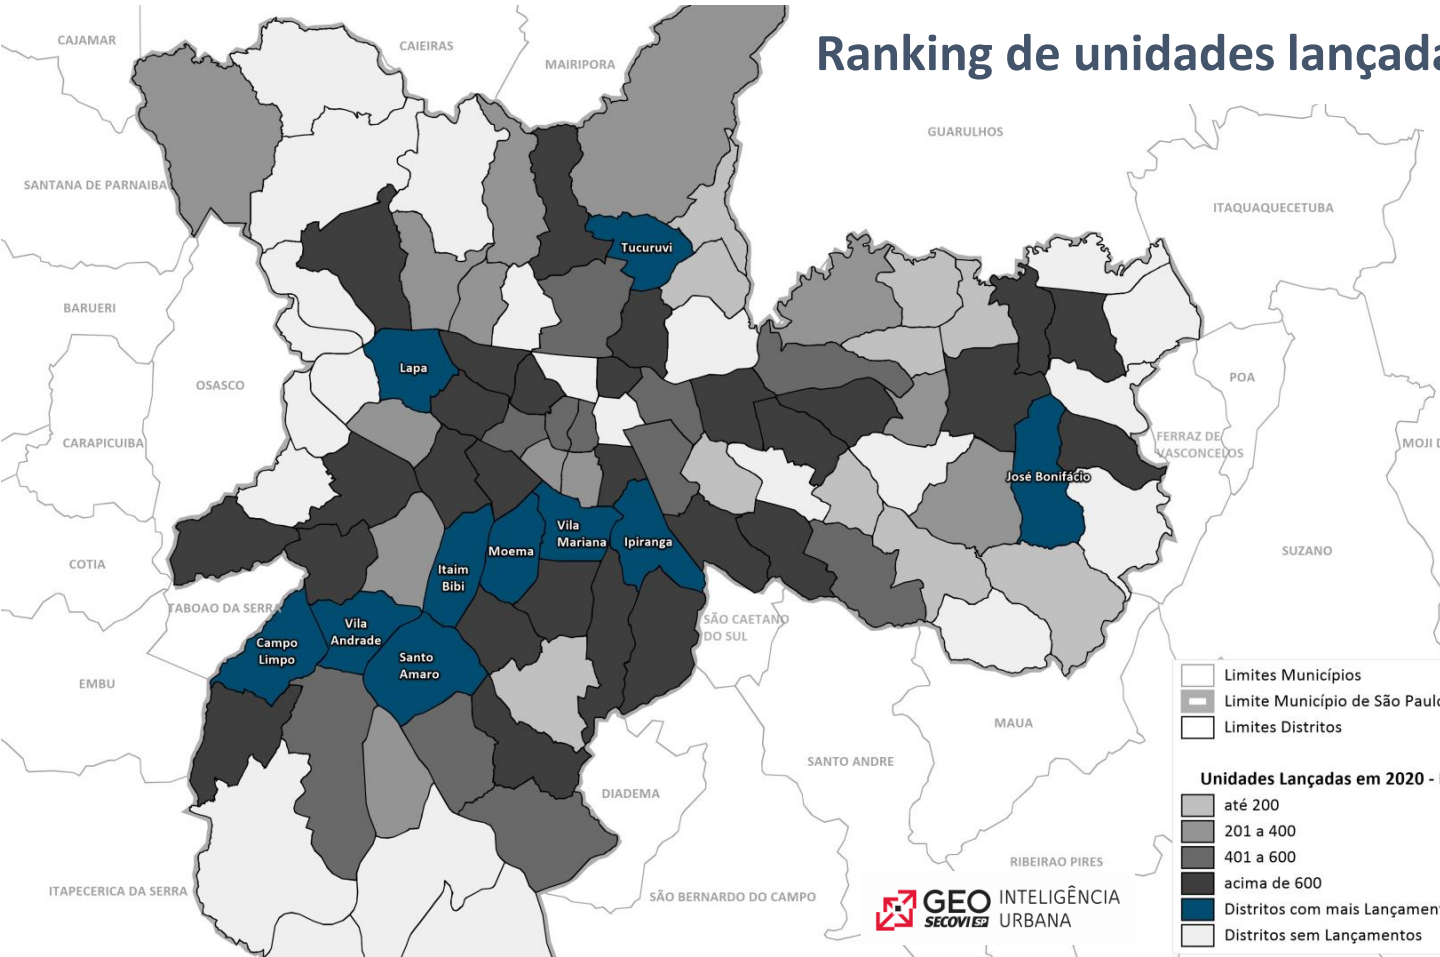 Ranking de unidades lançada
CAJAMAR
CAIEIRAS
MAIRIPORA
GUARULHOS
SANTANA DE PARNAIBA
ITAQUAQUECETUBA
Tucuruvi
BARUERI
Lapa
OSASCO
POA
CARAPICUIBA
FERRAZ DE
VASCONCELOS
MOJI D
José Bonifácio
Vila
Mariana
Ipiranga
Moema
Itaim
Bibi
COTIA
SUZANO
TABOAO DA SERRA
SÃO CAETANO
DO SUL
Vila
Andrade
Campo
Limpo
Santo
Amaro
EMBU
MAUA
SANTO ANDRE
DIADEMA
RIBEIRAO PIRES
ITAPECERICA DA SERRA
SÃO BERNARDO DO CAMPO
Limites Municípios
Limite Município de São Paulo
Limites Distritos
Unidades Lançadas em 2020 -
até 200
201 a 400
401 a 600
acima de 600
Distritos com mais Lançament
Distritos sem Lançamentos
GEO
SECOVI SP
INTELIGÊNCIA
URBANA